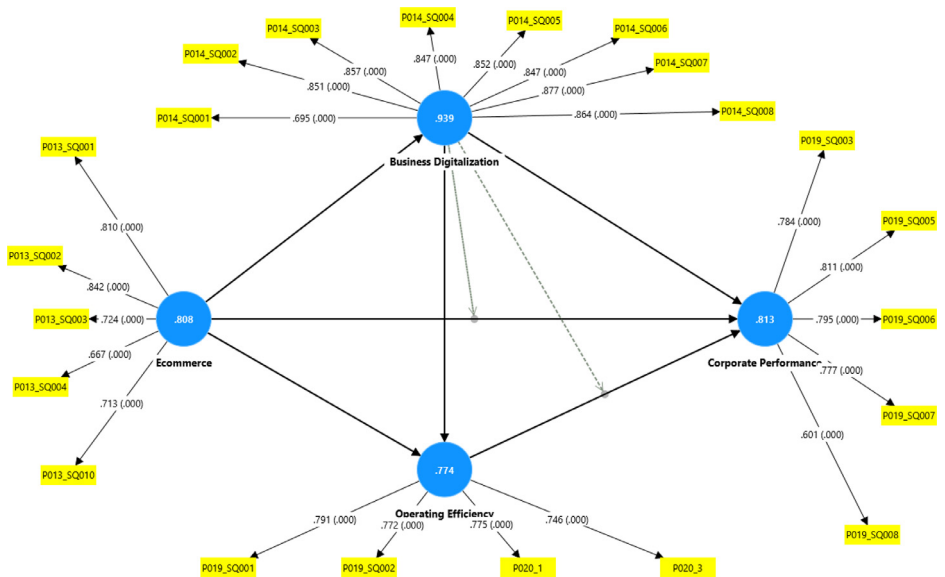 P014_SQ004
P014_SQ005
P014_SQ003
P014_SQ006
P014_SQ002
P014_SQ007
.847 (.000)
.852 (.000)
.857 (.000)
.847 (.000)
.851 (.000)
.877 (.000)
P014_SQ001
.695 (.000)
.939
.864 (.000)
P014_SQ008
P013_SQ001
Business Digitalization
P019_SQ003
.810 (.000)
.784 (.000)
P019_SQ005
P013_SQ002
.842 (.000)
.811 (.000)
P013_SQ003
.724 (.000)
.808
.813
.795 (.000)
P019_SQ006
.667 (.000)
Ecommerce
Corporate Performance
.777 (.000)
P013_SQ004
.713 (.000)
P019_SQ007
.601 (.000)
P013_SQ010
.774
Operating Efficiency
.791 (.000)
.772 (.000)
.775 (.000)
.746 (.000)
P019_SQ008
P019_SQ001
P019_SQ002
P020_1
P020_3